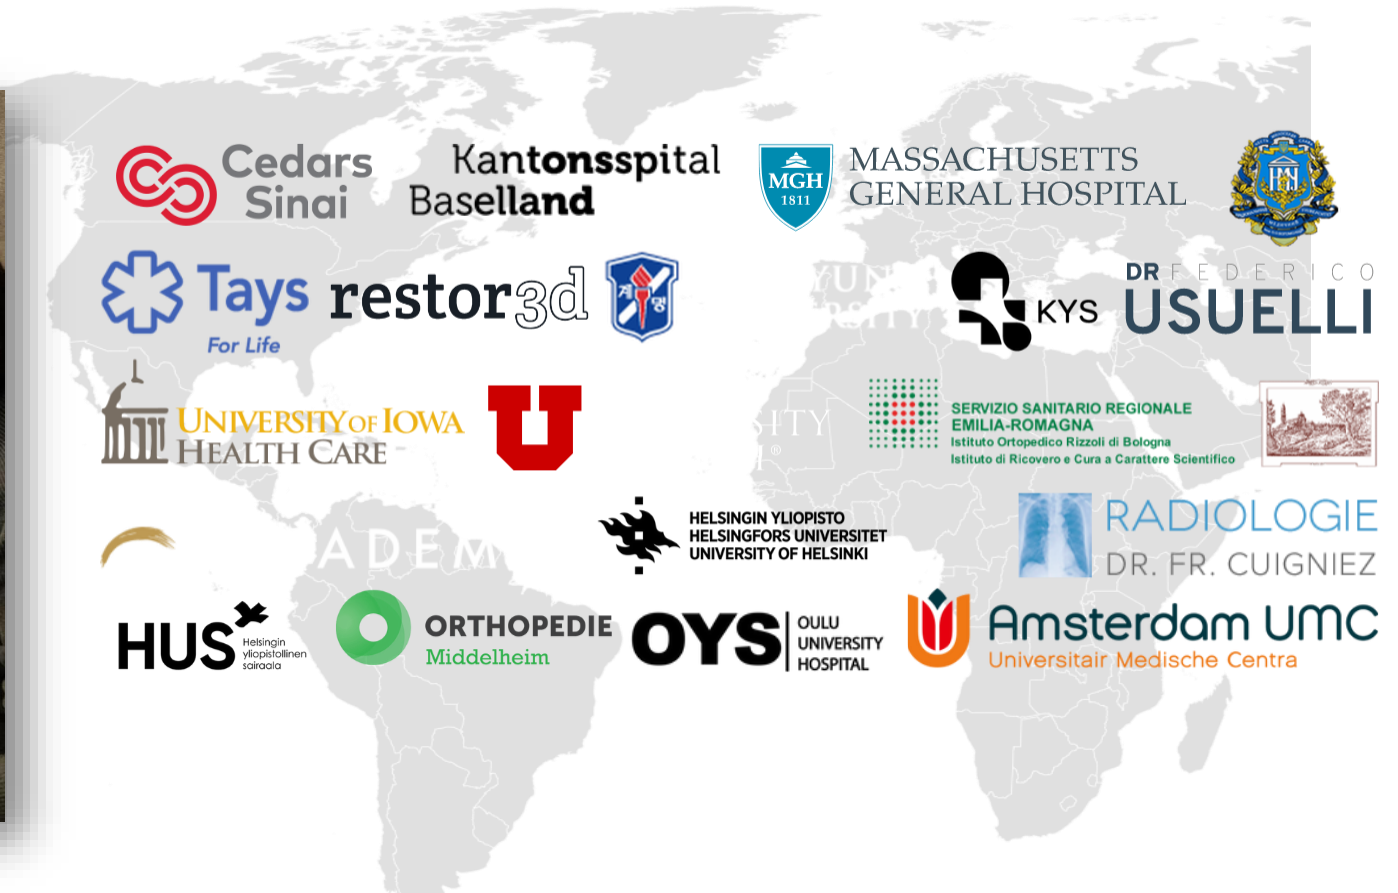 Cedars
Sinai
Kantonsspital
Baselland
MGH
1811
MASSACHUSETTS
GENERAL HOSPITAL
Tays
For Life
restor3d
계명
KYS
DR FEDERICO
USUELLI
UNIVERSITY OF IOWA
HEALTH CARE
U
SERVIZIO SANITARIO REGIONALE
EMILIA-ROMAGNA
Istituto Ortopedico Rizzoli di Bologna
Istituto di Ricovero e Cura a Carattere Scientifico
ADEM
HELSINGIN YLIOPISTO
HELSINGFORS UNIVERSITET
UNIVERSITY OF HELSINKI
RADIOLOGIE
DR. FR. CUIGNIEZ
HUS
Helsingin
yliopistollinen
sairaala
ORTHOPEDIE
Middelheim
OYS
OULU
UNIVERSITY
HOSPITAL
Amsterdam UMC
Universitair Medische Centra